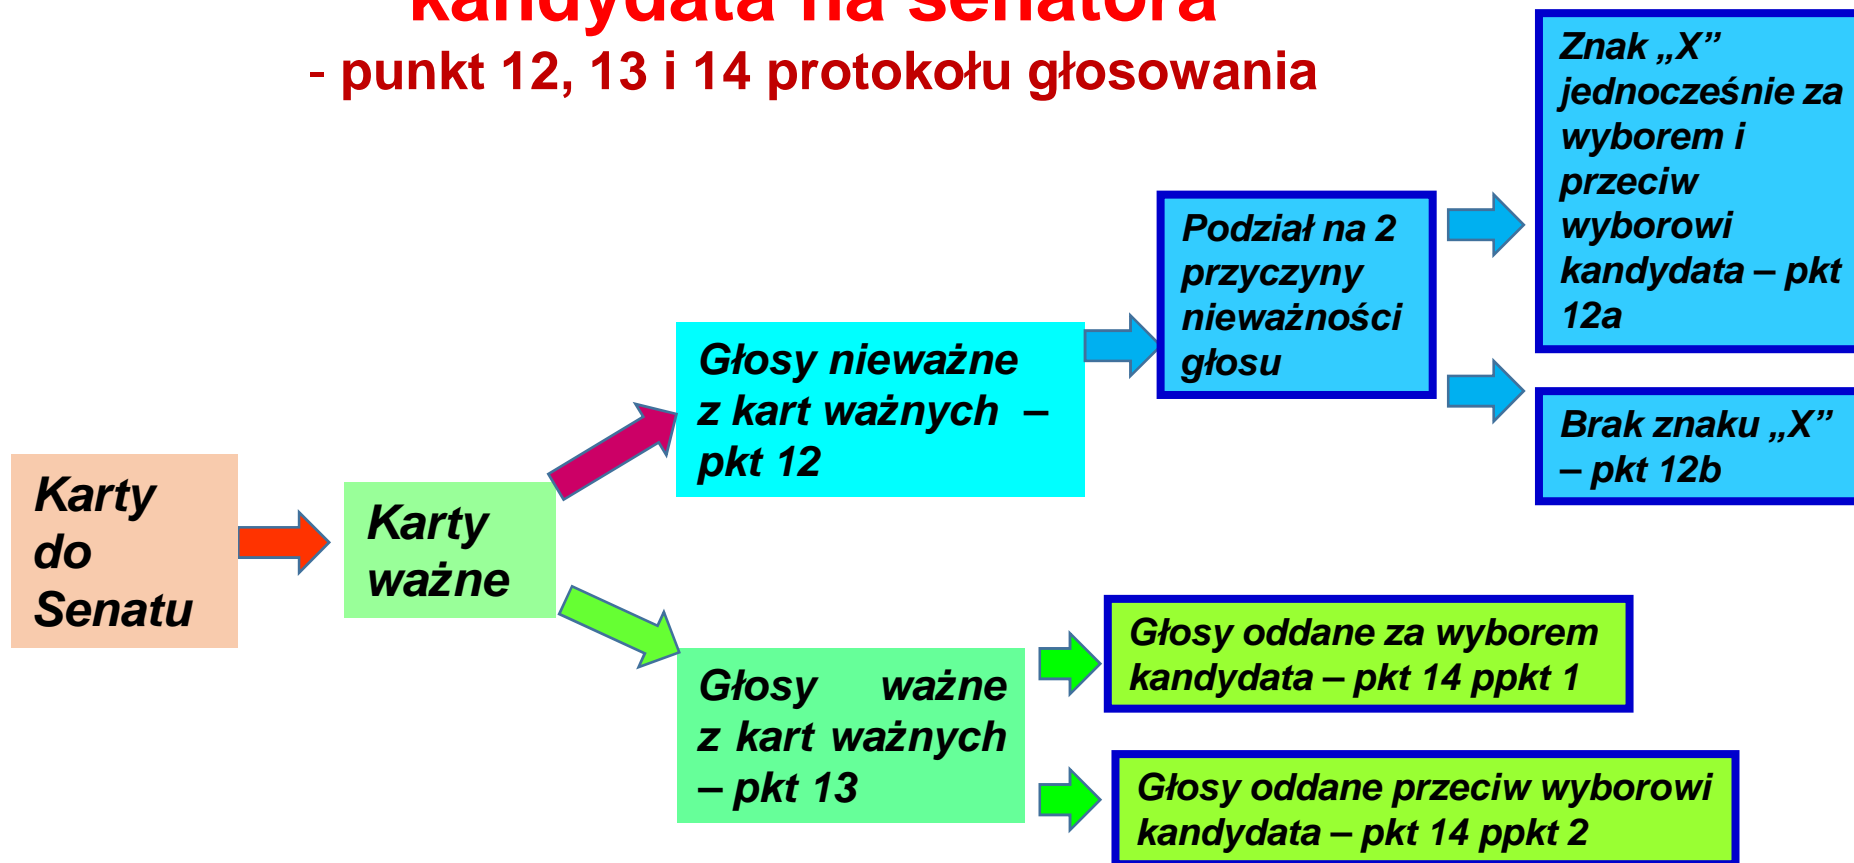 kandydata na senatora
- punkt 12, 13 i 14 protokołu głosowania
Karty
do
Senatu
Karty
ważne
Głosy nieważne
z kart ważnych –
pkt 12
Podział na 2
przyczyny
nieważności
głosu
Znak „X”
jednocześnie za
wyborem i
przeciw
wyborowi
kandydata – pkt
12a
Brak znaku „X”
– pkt 12b
Głosy ważne
z kart ważnych
– pkt 13
Głosy oddane za wyborem
kandydata – pkt 14 ppkt 1
Głosy oddane przeciw wyborowi
kandydata – pkt 14 ppkt 2